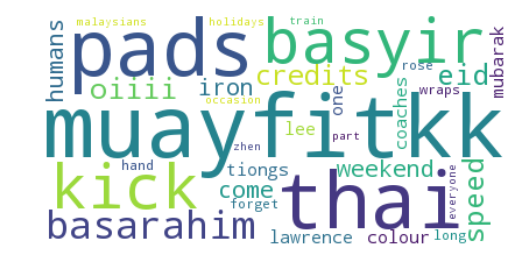 malaysians holidays train
humans pads basyir rose mubarak
oiiii iron credits eid
occasion one coaches wraps
muayfitkk
lee part
zhen
kick hand tiongs thai weekend speed everyone
come
forget
basarahim lawrence colour long